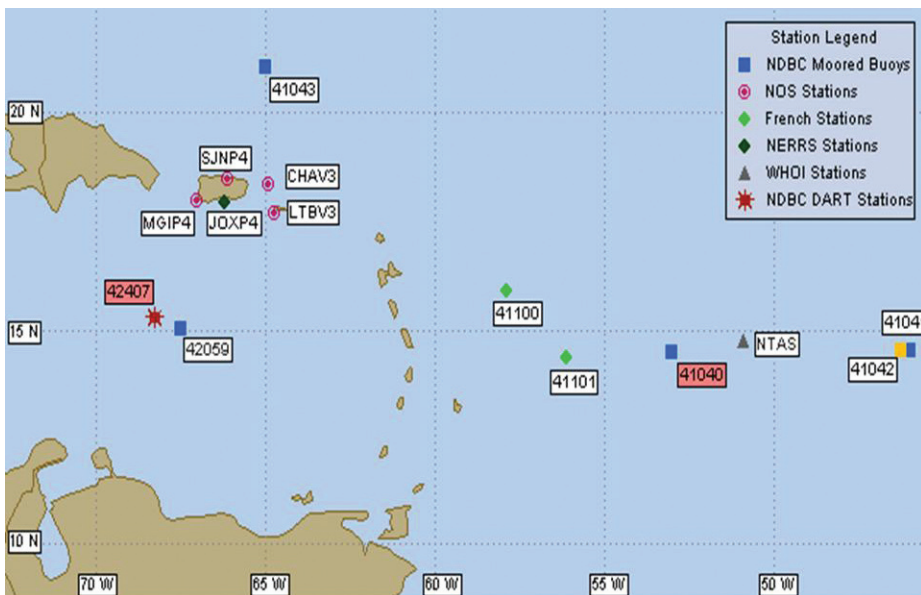 Station Legend
NDBC Moored Buoys
NOS Stations
French Stations
NERRS Stations
WHOI Stations
NDBC DART Stations
41043
20 N
SJNP4
CHAV3
MGIP4
JOXP4
LTBV3
42407
42059
15 N
41100
41101
41040
NTAS
4104
41042
10 N
70 W
65 W
60 W
55 W
50 W